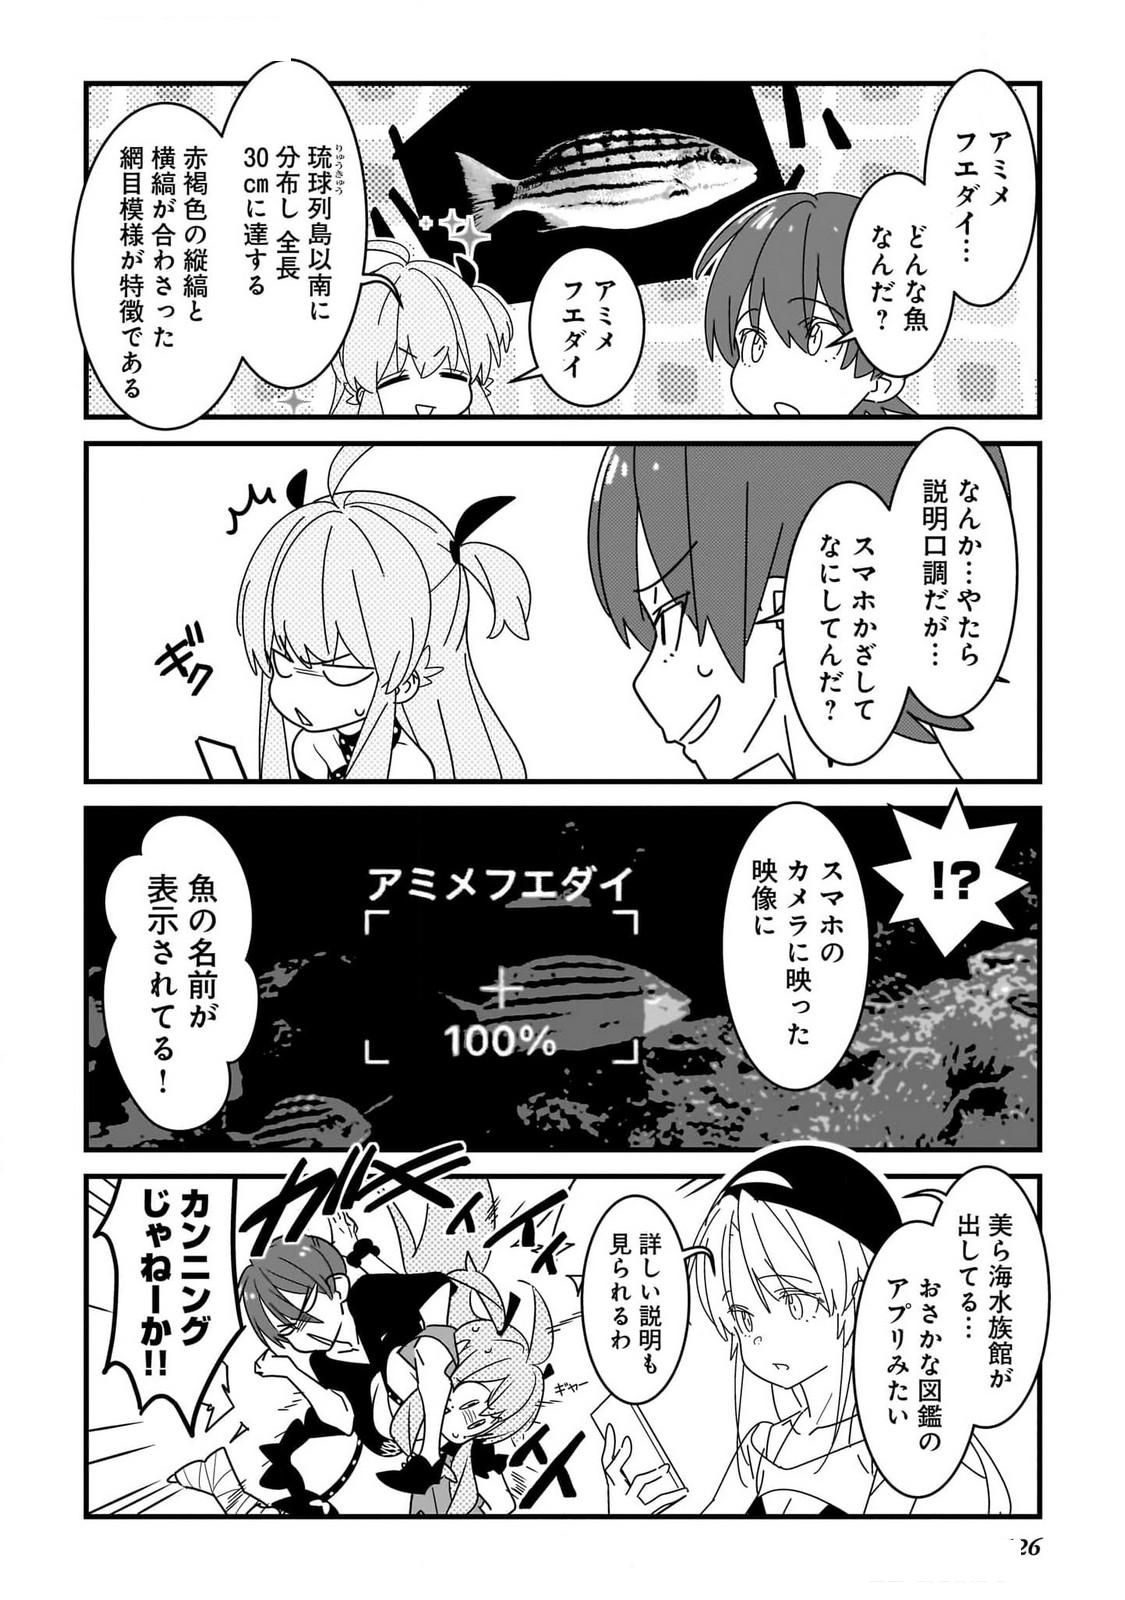 アミメ
フエダイ…
どんな魚
なんだ？
アミメ
フエダイ
琉球列島以南に
りゅうきゅう
分布し 全長
30㎝に達する
赤褐色の縦縞と
横縞が合わさった
網目模様が特徴である
なんか…やたら
説明口調だが…
スマホかざして
なにしてんだ？
ギク
!?
スマホの
カメラに映った
映像に
アミメフエダイ
100%
魚の名前が
表示されてる！
美ら海水族館が
出してる…
おさかな図鑑の
アプリみたい
詳しい説明も
見られるわ
ギャー
カンニング
じゃねーか!!
26